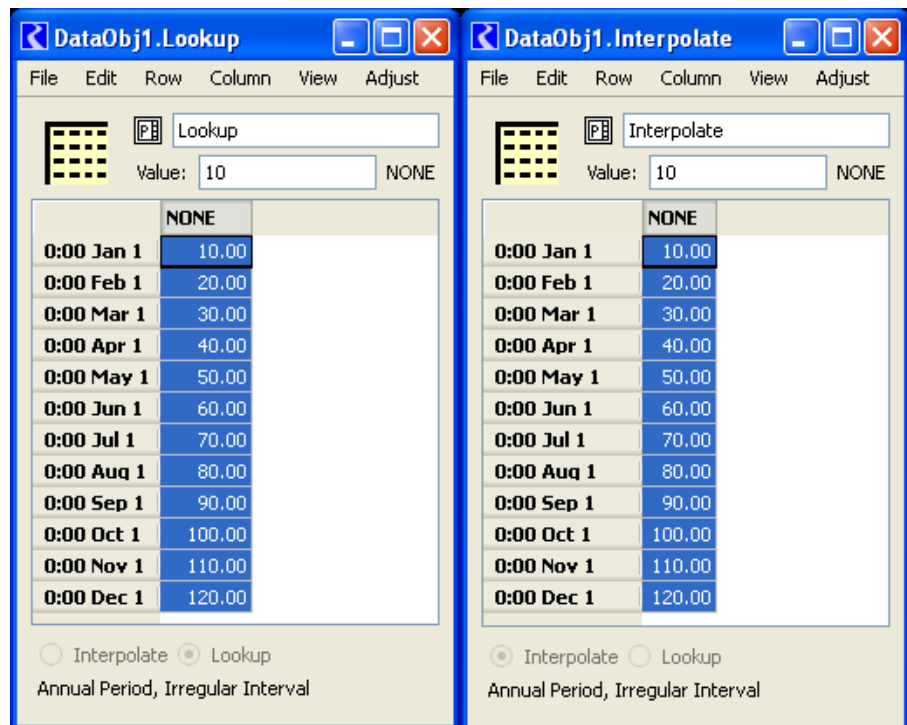 DataObj1.Lookup
File Edit Row Column View Adjust
P Lookup
Value: 10 NONE
NONE
0:00 Jan 1 10.00
0:00 Feb 1 20.00
0:00 Mar 1 30.00
0:00 Apr 1 40.00
0:00 May 1 50.00
0:00 Jun 1 60.00
0:00 Jul 1 70.00
0:00 Aug 1 80.00
0:00 Sep 1 90.00
0:00 Oct 1 100.00
0:00 Nov 1 110.00
0:00 Dec 1 120.00
Interpolate Lookup
Annual Period, Irregular Interval
DataObj1.Interpolate
File Edit Row Column View Adjust
P Interpolate
Value: 10 NONE
NONE
0:00 Jan 1 10.00
0:00 Feb 1 20.00
0:00 Mar 1 30.00
0:00 Apr 1 40.00
0:00 May 1 50.00
0:00 Jun 1 60.00
0:00 Jul 1 70.00
0:00 Aug 1 80.00
0:00 Sep 1 90.00
0:00 Oct 1 100.00
0:00 Nov 1 110.00
0:00 Dec 1 120.00
Interpolate Lookup
Annual Period, Irregular Interval